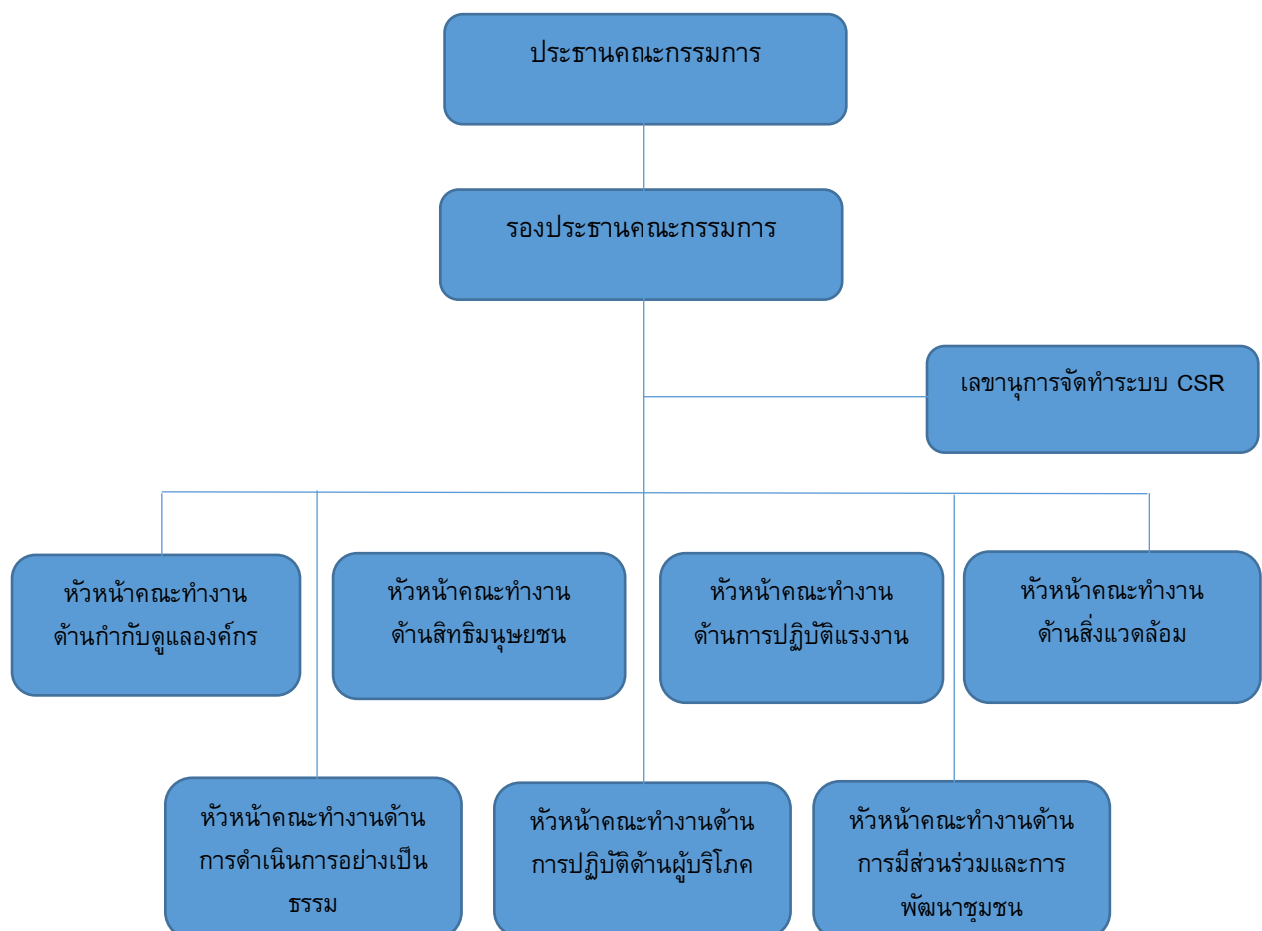 ประธานคณะกรรมการ
รองประธานคณะกรรมการ
เลขานุการจัดทำระบบ CSR
หัวหน้าคณะทำงาน
ด้านกำกับดูแลองค์กร
หัวหน้าคณะทำงาน
ด้านสิทธิมนุษยชน
หัวหน้าคณะทำงาน
ด้านการปฏิบัติแรงงาน
หัวหน้าคณะทำงาน
ด้านสิ่งแวดล้อม
หัวหน้าคณะทำงานด้าน
การดำเนินการอย่างเป็น
ธรรม
หัวหน้าคณะทำงานด้าน
การปฏิบัติด้านผู้บริโภค
หัวหน้าคณะทำงานด้าน
การมีส่วนร่วมและการ
พัฒนาชุมชน